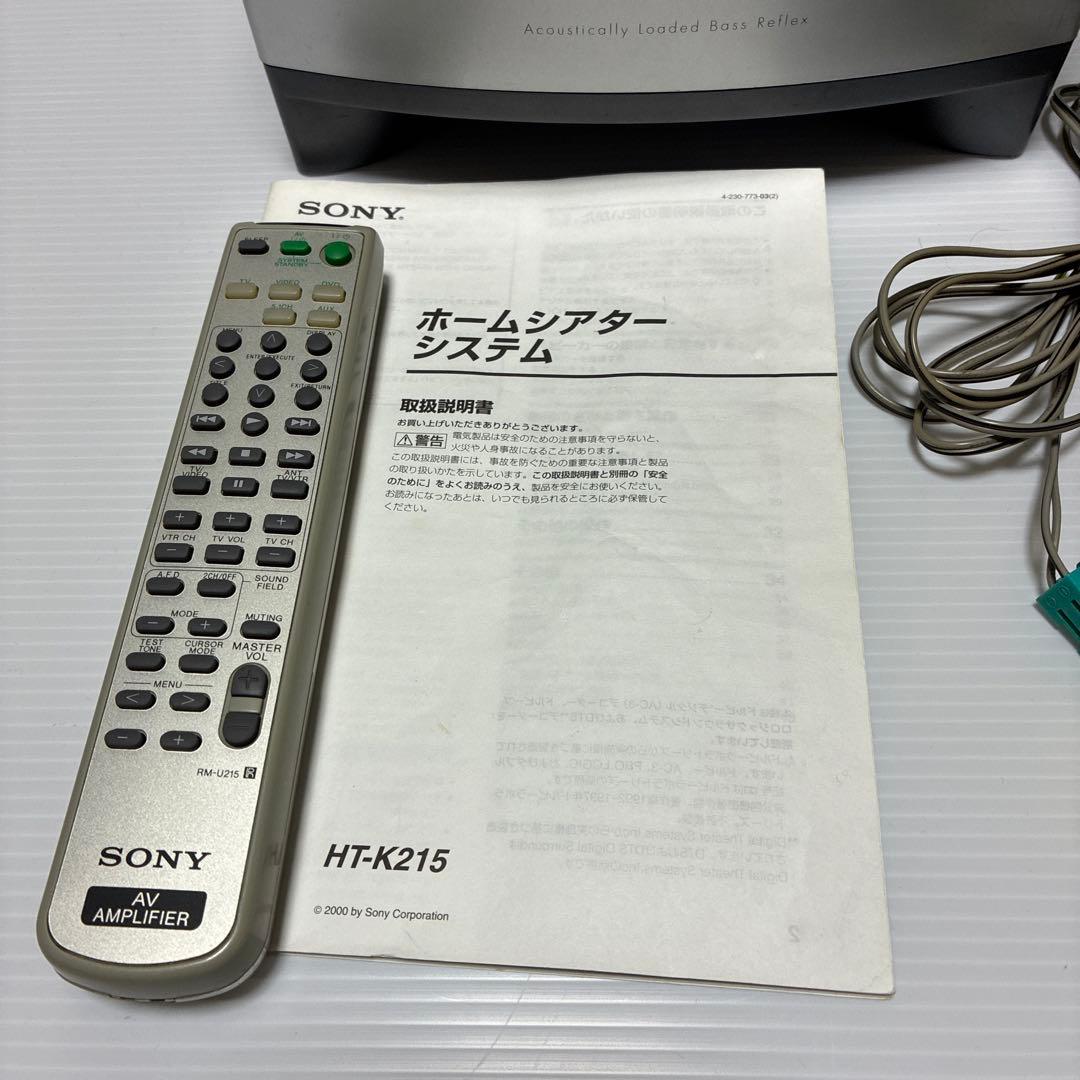 Acoustically Loaded Bass Reflex
4-230-773-03(2)
SONY®
ホームシアター
システム
取扱説明書
お買い上げいただきありがとうございます。
警告 電気製品は安全のための注意事項を守らないと、
火災や人身事故になることがあります。
この取扱説明書には、事故を防ぐための重要な注意事項と製品
の取り扱いかたを示しています。この取扱説明書と別冊の「安全
のために」をよくお読みのうえ、製品を安全にお使いください。
お読みになったあとは、いつでも見られるところに必ず保管して
ください。
HT-K215
© 2000 by Sony Corporation
SLEEP AV I/⏻ I/⏻
SYSTEM
STANDBY
TV VIDEO DVD
5.1CH AUX
MENU DISPLAY
ENTER/EXECUTE
TITLE EXIT/RETURN
TV/
VIDEO
ANT
TV/VTR
VTR CH TV VOL TV CH
A.F.D 2CH/OFF SOUND
FIELD
MODE MUTING
TEST
TONE
CURSOR
MODE
MASTER
VOL
MENU
RM-U215
SONY
AV
AMPLIFIER